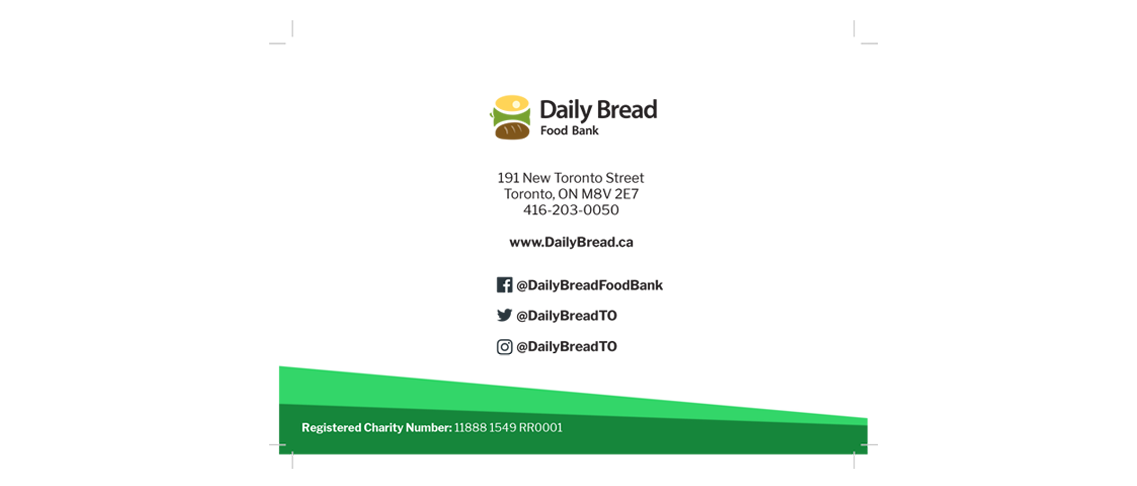 Daily Bread
Food Bank
191 New Toronto Street
Toronto, ON M8V 2E7
416-203-0050
www.DailyBread.ca
@DailyBreadFoodBank
@DailyBreadTO
@DailyBreadTO
Registered Charity Number: 11888 1549 RR0001